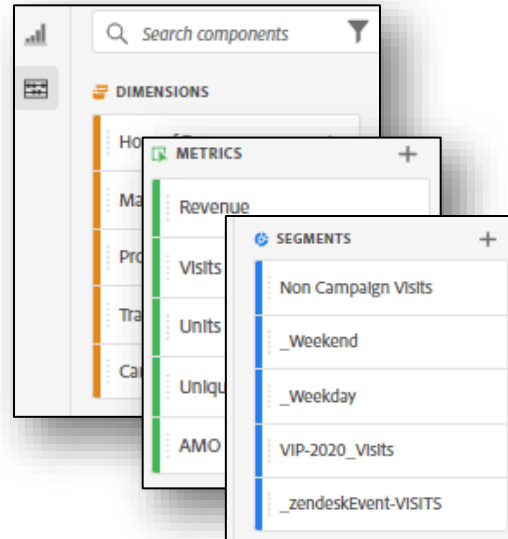 Search components
DIMENSIONS
METRICS
Revenue
Visits
Units
AMO
SEGMENTS
Non Campaign Visits
_Weekend
_Weekday
VIP-2020_Visits
_zendeskEvent-VISITS